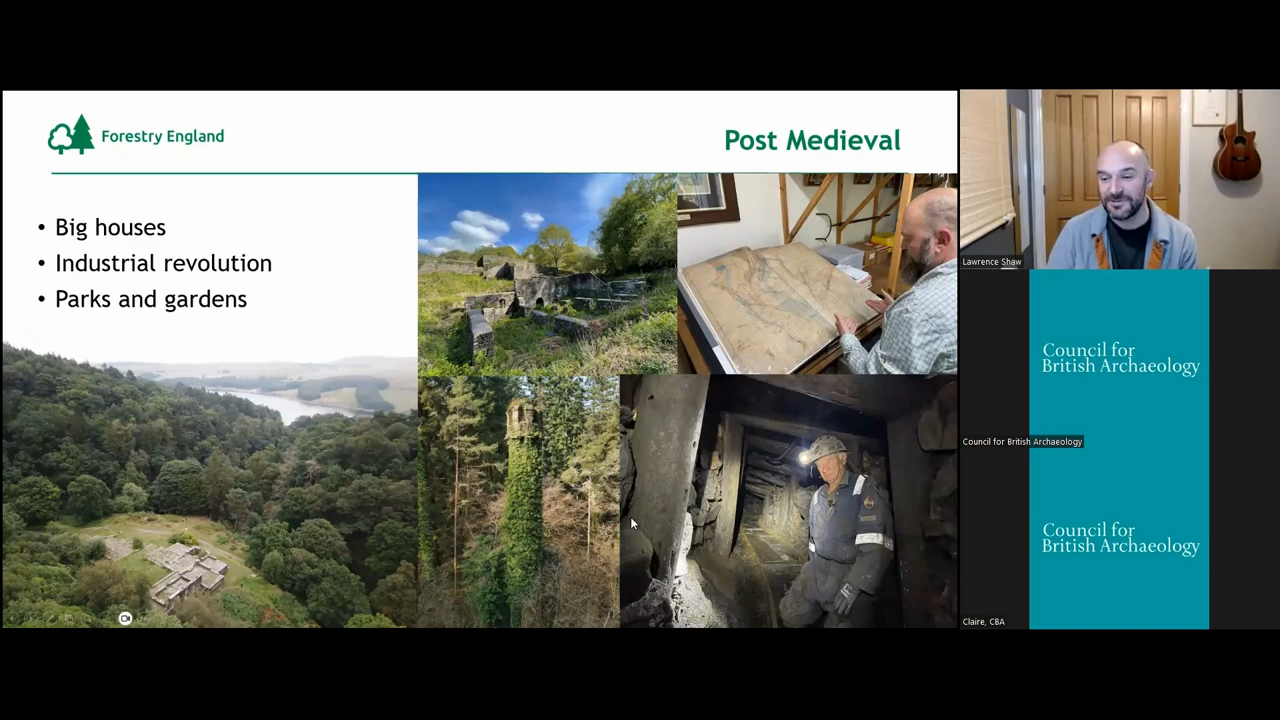 Forestry England
Post Medieval
• Big houses
• Industrial revolution
• Parks and gardens
Lawrence Shaw
Council for
British Archaeology
Council for British Archaeology
Council for
British Archaeology
Claire, CBA